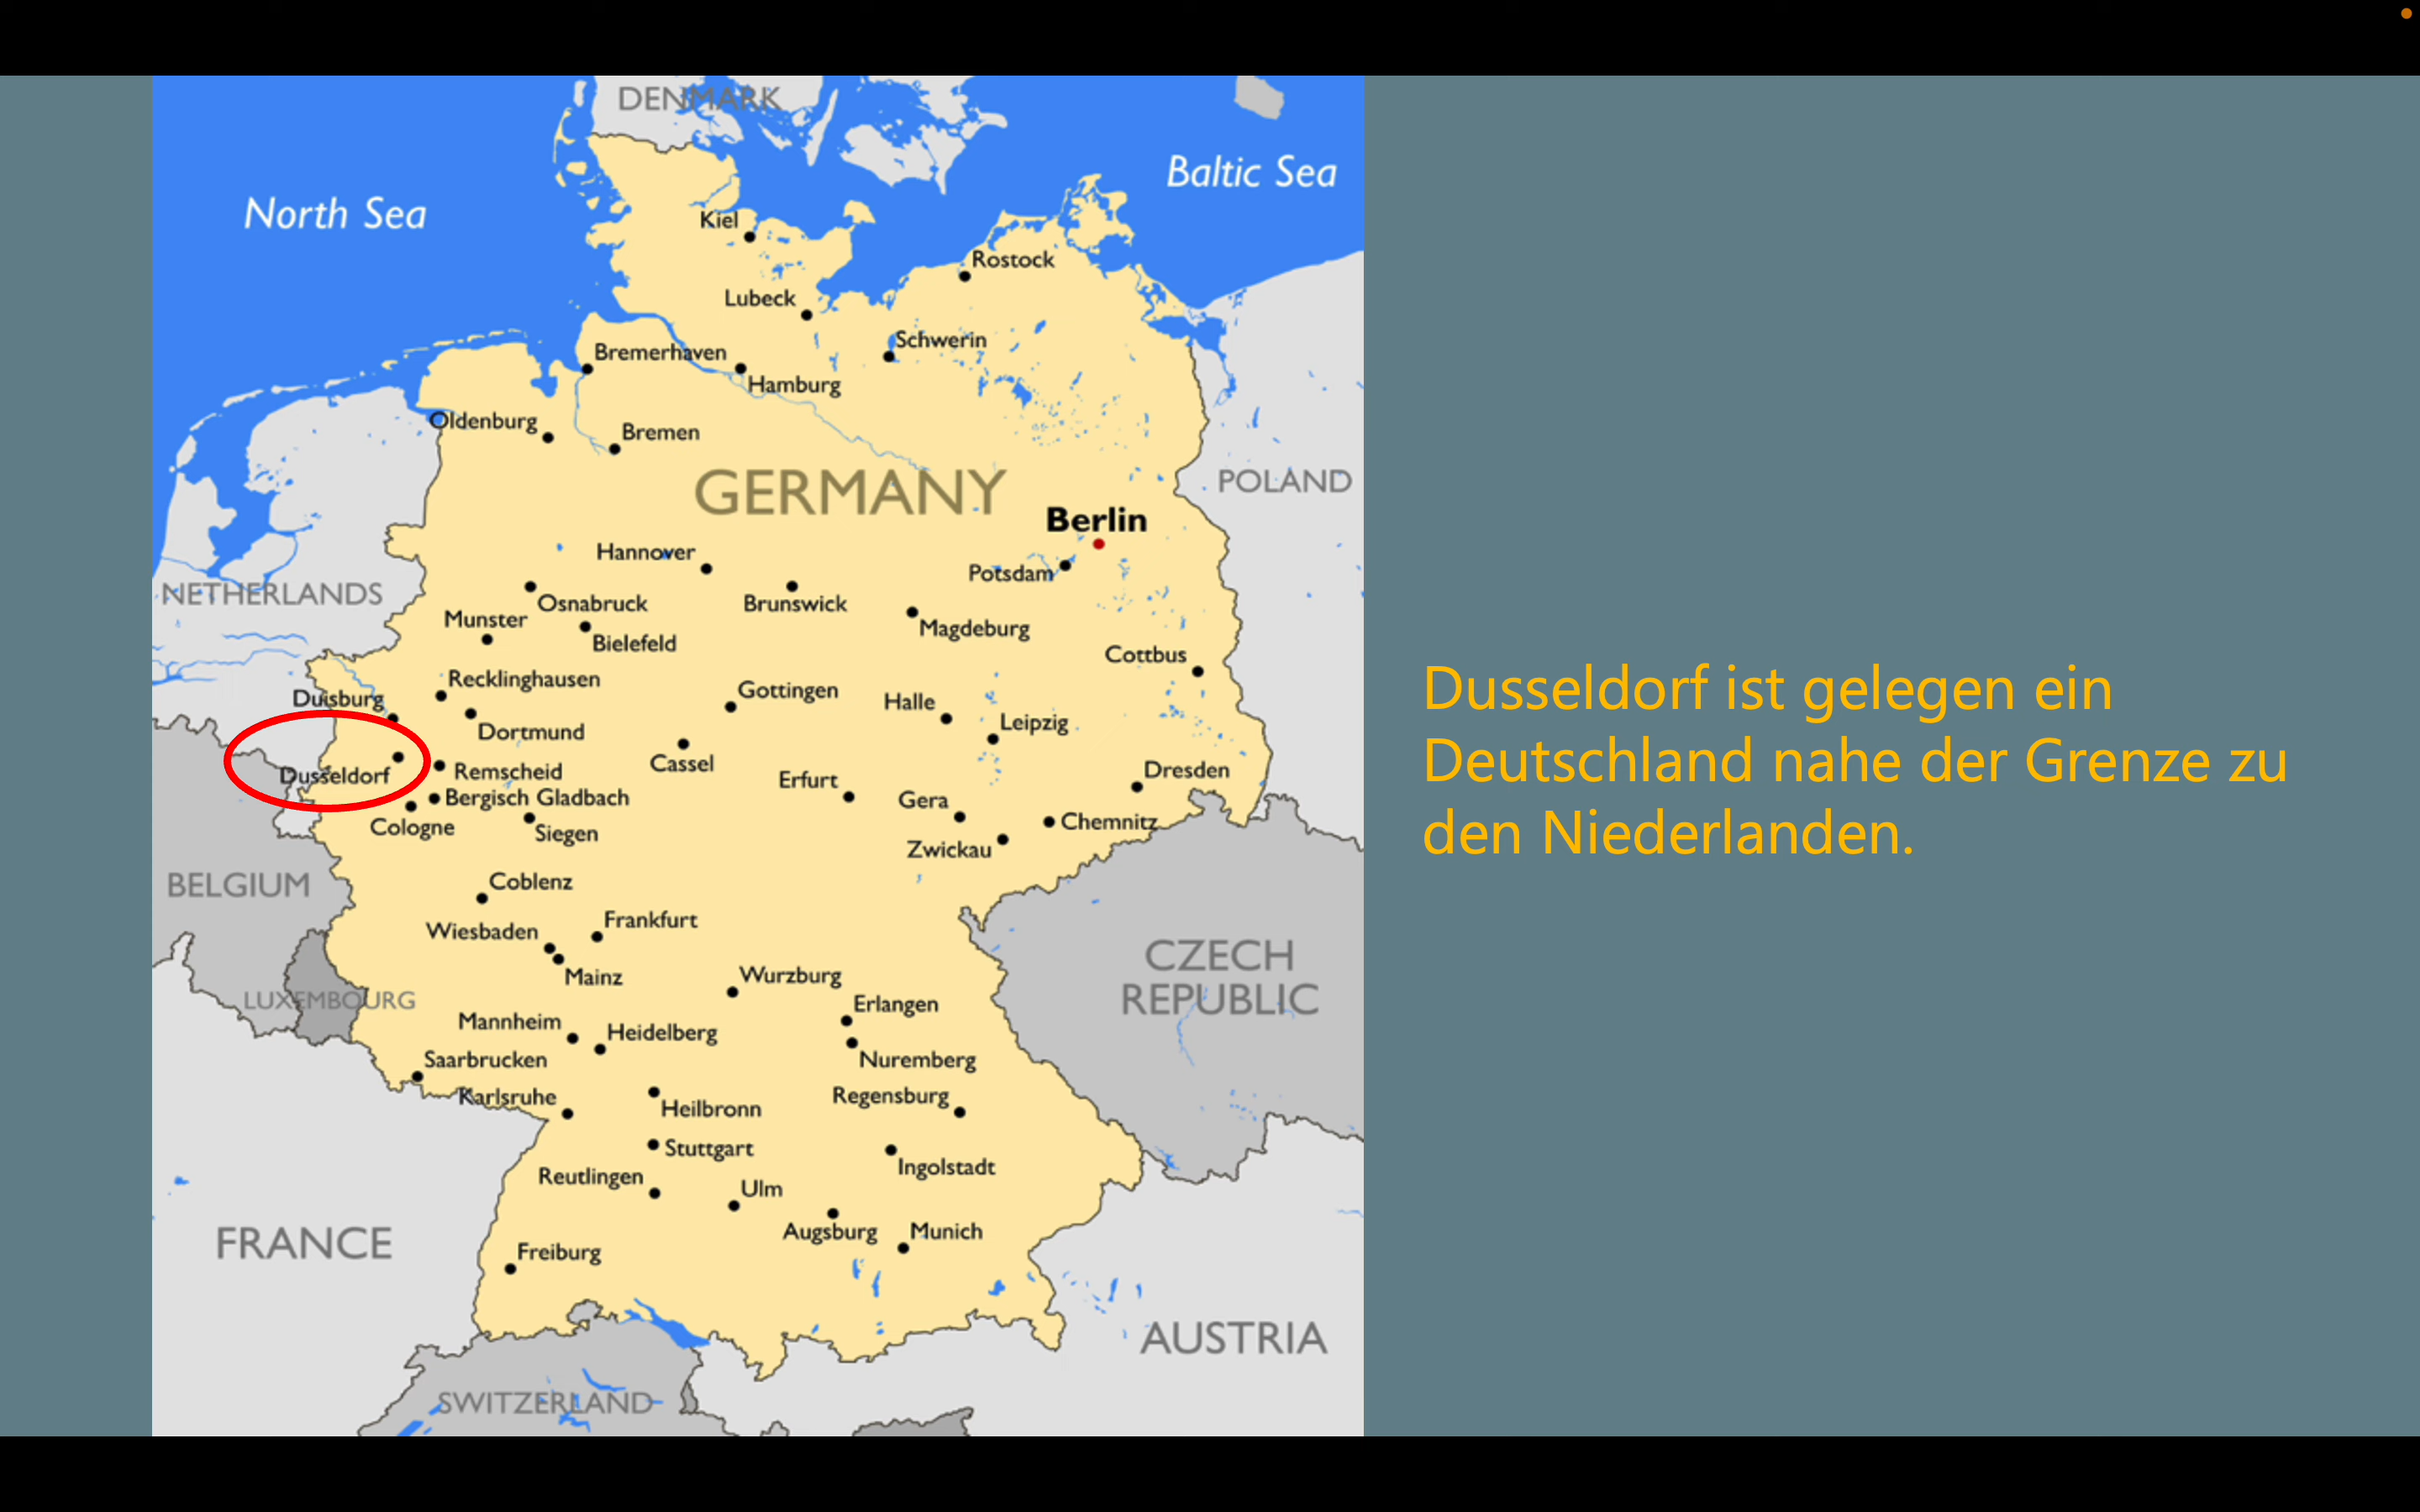 DENMARK
Baltic Sea
North Sea
Kiel
Rostock
Lubeck
Schwerin
Bremerhaven
Hamburg
Oldenburg
Bremen
GERMANY
POLAND
Berlin
Hannover
Potsdam
NETHERLANDS
Osnabruck
Brunswick
Munster
Magdeburg
Bielefeld
Cottbus
Recklinghausen
Gottingen
Duisburg
Halle
Leipzig
Dortmund
Cassel
Dusseldorf
Remscheid
Erfurt
Dresden
Bergisch Gladbach
Gera
Cologne
Siegen
Chemnitz
Zwickau
BELGIUM
Coblenz
Frankfurt
Wiesbaden
Mainz
CZECH
REPUBLIC
Wurzburg
LUXEMBOURG
Erlangen
Mannheim
Heidelberg
Saarbrucken
Nuremberg
Karlsruhe
Heilbronn
Regensburg
Stuttgart
Ingolstadt
Reutlingen
Ulm
Augsburg
Munich
FRANCE
Freiburg
AUSTRIA
SWITZERLAND
Dusseldorf ist gelegen ein
Deutschland nahe der Grenze zu
den Niederlanden.